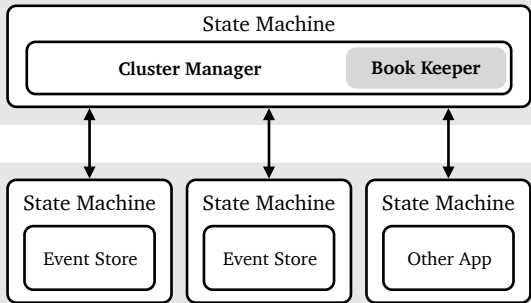 State Machine
Cluster Manager Book Keeper
State Machine State Machine State Machine
Event Store Event Store Other App